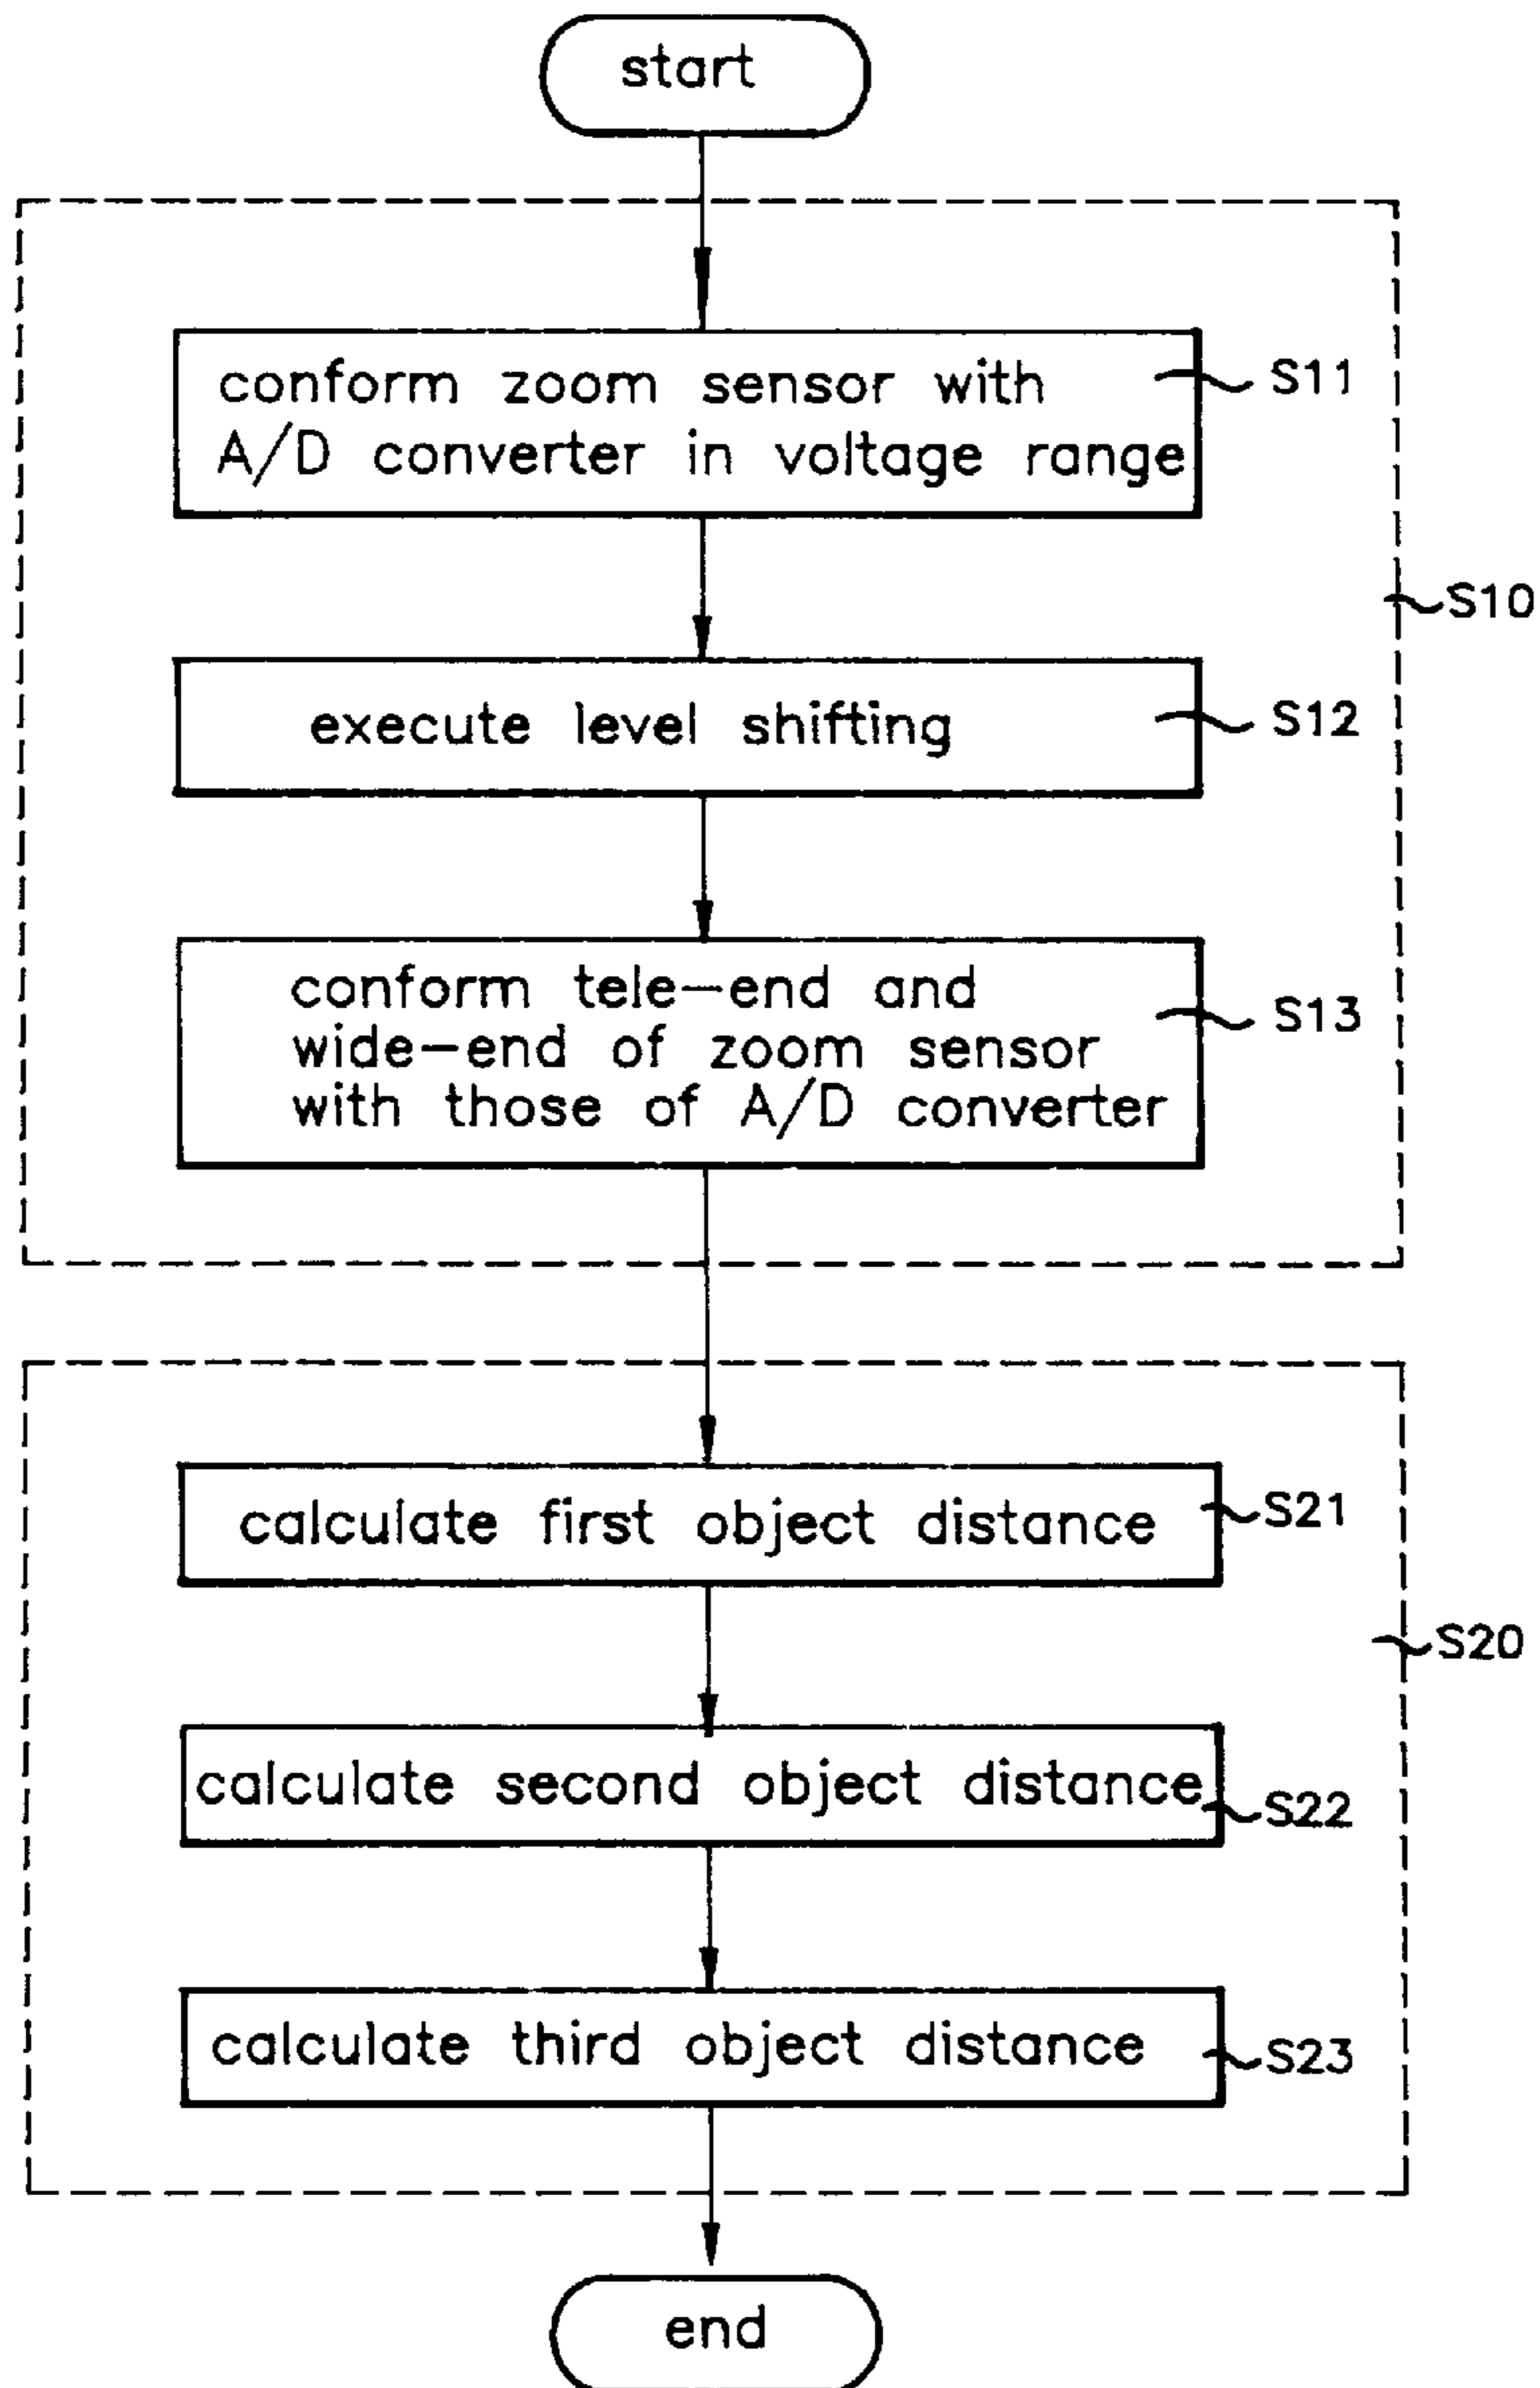 start
conform zoom sensor with
A/D converter in voltage range
S11
S10
execute level shifting
S12
conform tele-end and
wide-end of zoom sensor
with those of A/D converter
S13
calculate first object distance
S21
S20
calculate second object distance
S22
calculate third object distance
S23
end